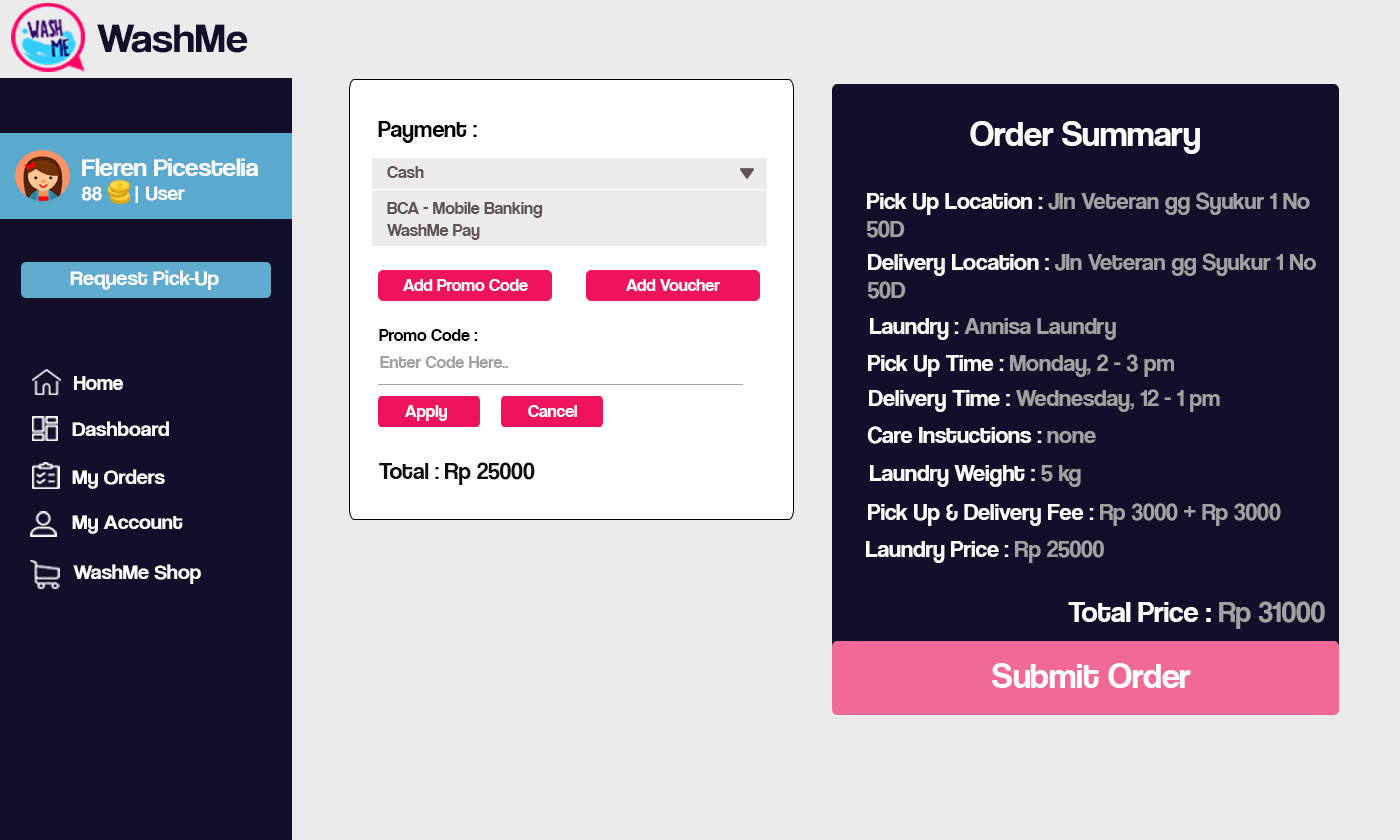 WASH
ME
WashMe
Fleren Picestelia
88 | User
Request Pick-Up
Home
Dashboard
My Orders
My Account
WashMe Shop
Payment :
Cash
BCA - Mobile Banking
WashMe Pay
Add Promo Code
Add Voucher
Promo Code :
Enter Code Here..
Apply
Cancel
Total : Rp 25000
Order Summary
Pick Up Location : Jln Veteran gg Syukur 1 No
50D
Delivery Location : Jln Veteran gg Syukur 1 No
50D
Laundry : Annisa Laundry
Pick Up Time : Monday, 2 - 3 pm
Delivery Time : Wednesday, 12 - 1 pm
Care Instuctions : none
Laundry Weight : 5 kg
Pick Up & Delivery Fee : Rp 3000 + Rp 3000
Laundry Price : Rp 25000
Total Price : Rp 31000
Submit Order